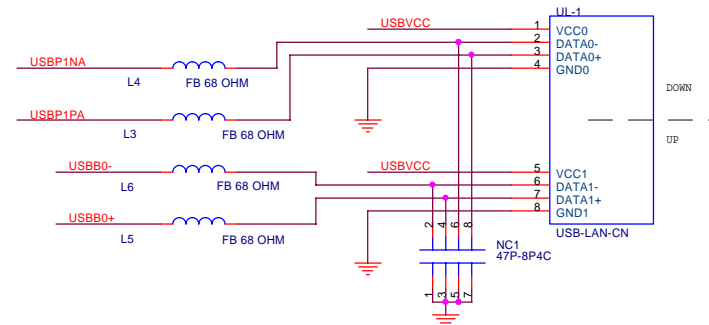 UL-1
USBVCC
1
VCC0
2
DATA0-
3
DATA0+
4
GND0
USBP1NA
L4
FB 68 OHM
DOWN
USBP1PA
L3
FB 68 OHM
UP
USBB0-
L6
FB 68 OHM
USBVCC
5
VCC1
6
DATA1-
7
DATA1+
8
GND1
USBB0+
L5
FB 68 OHM
USB-LAN-CN
2
4
6
8
NC1
47P-8P4C
1
3
5
7